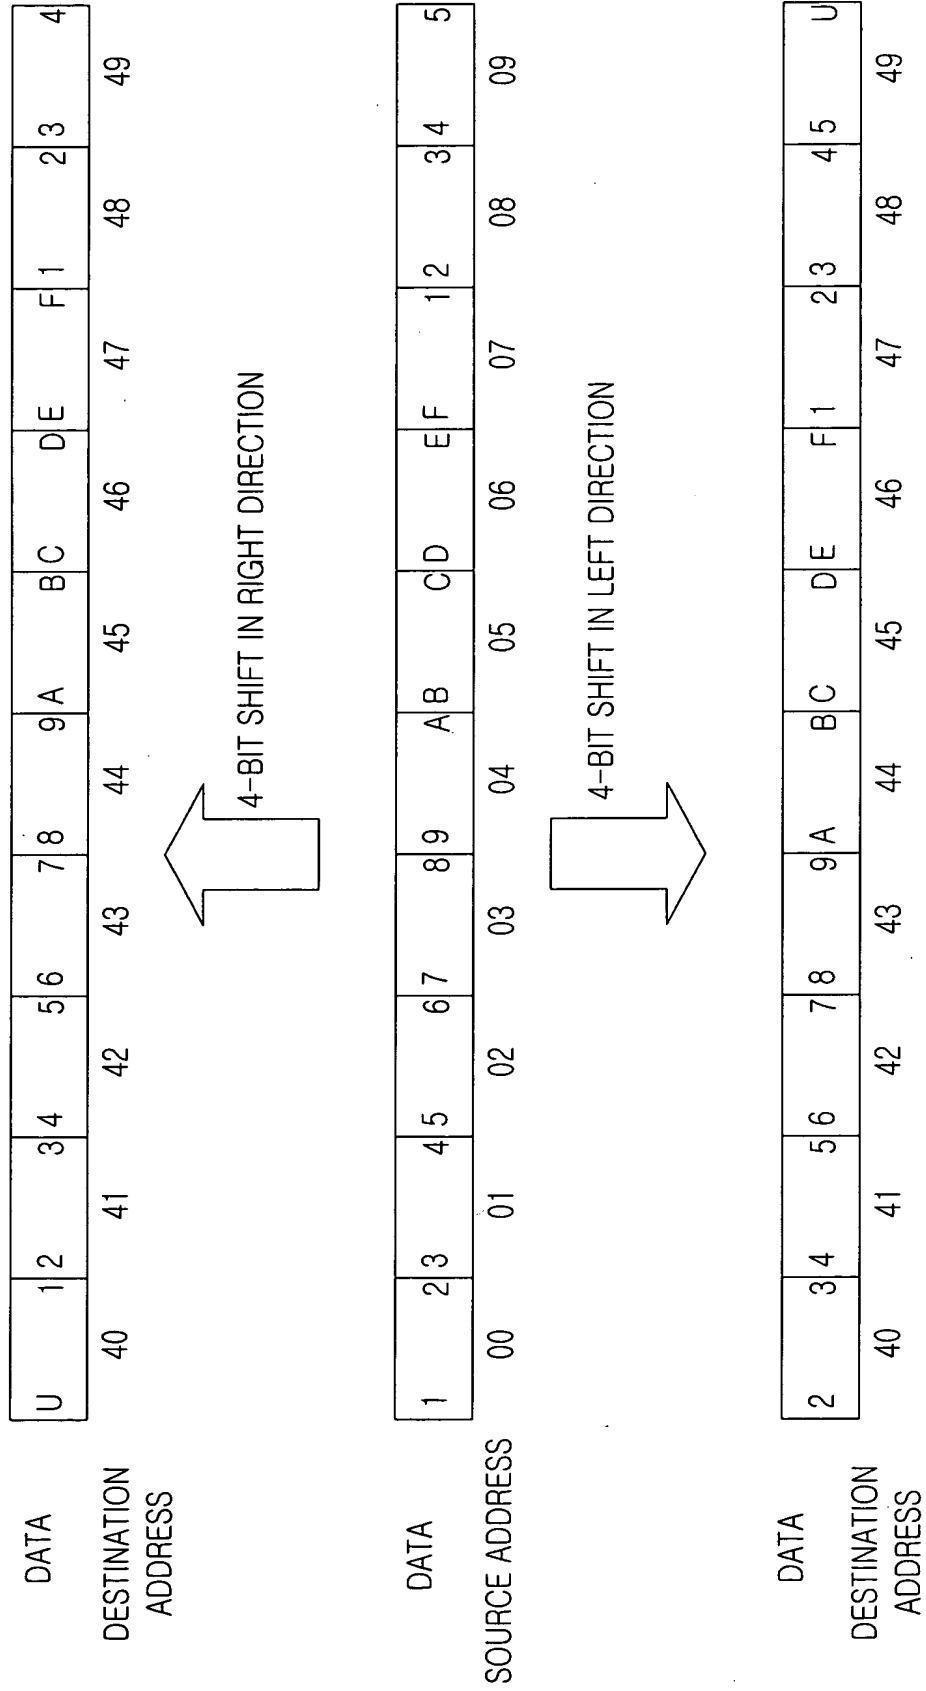 DATA U 1 2 3 4 5 6 7 8 9 A B C D E F 1 2 3 4
DESTINATION ADDRESS 40 41 42 43 44 45 46 47 48 49
4-BIT SHIFT IN RIGHT DIRECTION
DATA 1 2 3 4 5 6 7 8 9 A B C D E F 1 2 3 4 5
SOURCE ADDRESS 00 01 02 03 04 05 06 07 08 09
4-BIT SHIFT IN LEFT DIRECTION
DATA 2 3 4 5 6 7 8 9 A B C D E F 1 2 3 4 5 U
DESTINATION ADDRESS 40 41 42 43 44 45 46 47 48 49